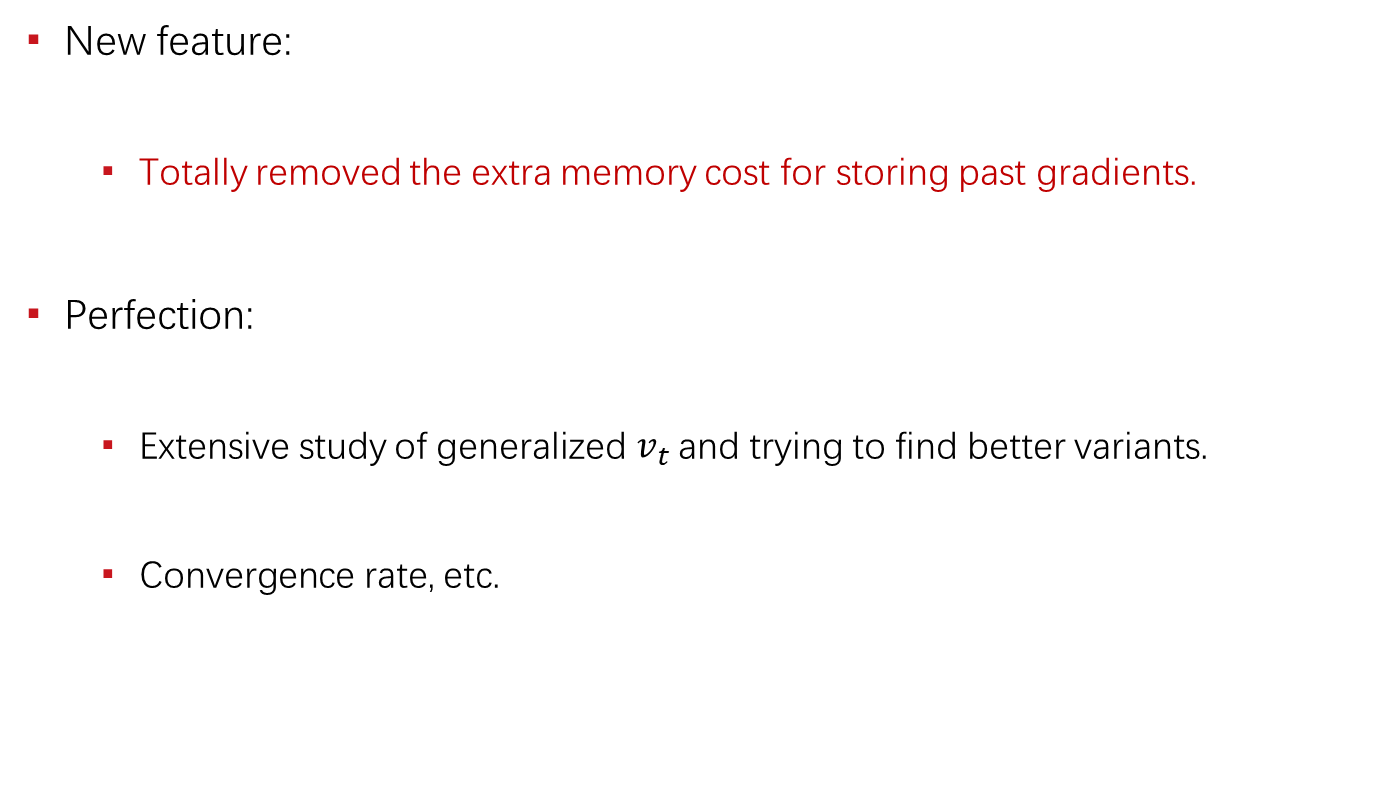 ▪ New feature:
▪ Totally removed the extra memory cost for storing past gradients.
▪ Perfection:
▪ Extensive study of generalized 𝑣ₜ and trying to find better variants.
▪ Convergence rate, etc.